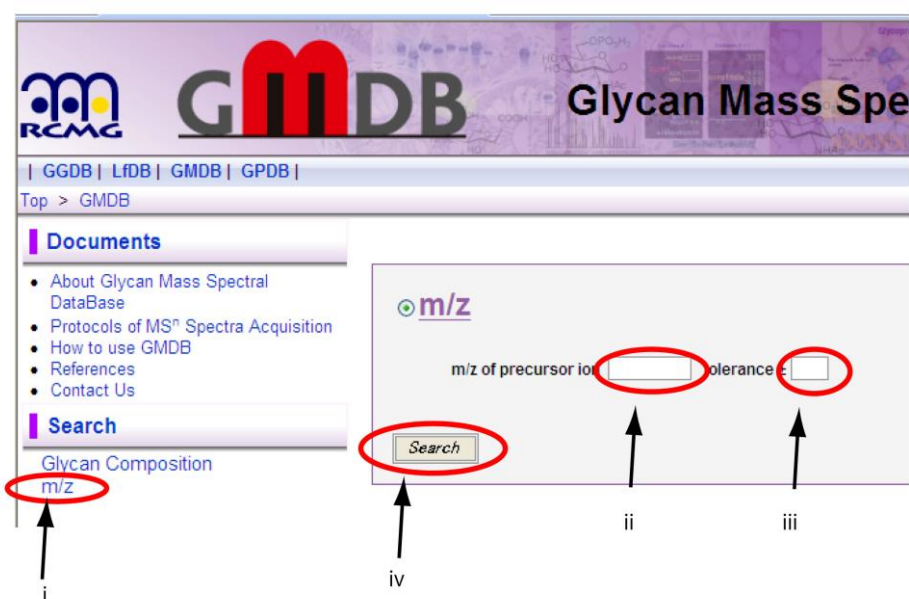 RCMG
GMDB
Glycan Mass Spe
| GGDB | LfDB | GMDB | GPDB |
Top > GMDB
Documents
About Glycan Mass Spectral
DataBase
Protocols of MSⁿ Spectra Acquisition
How to use GMDB
References
Contact Us
Search
Glycan Composition
m/z
m/z
m/z of precursor ion
tolerance ±
Search
i
ii
iii
iv